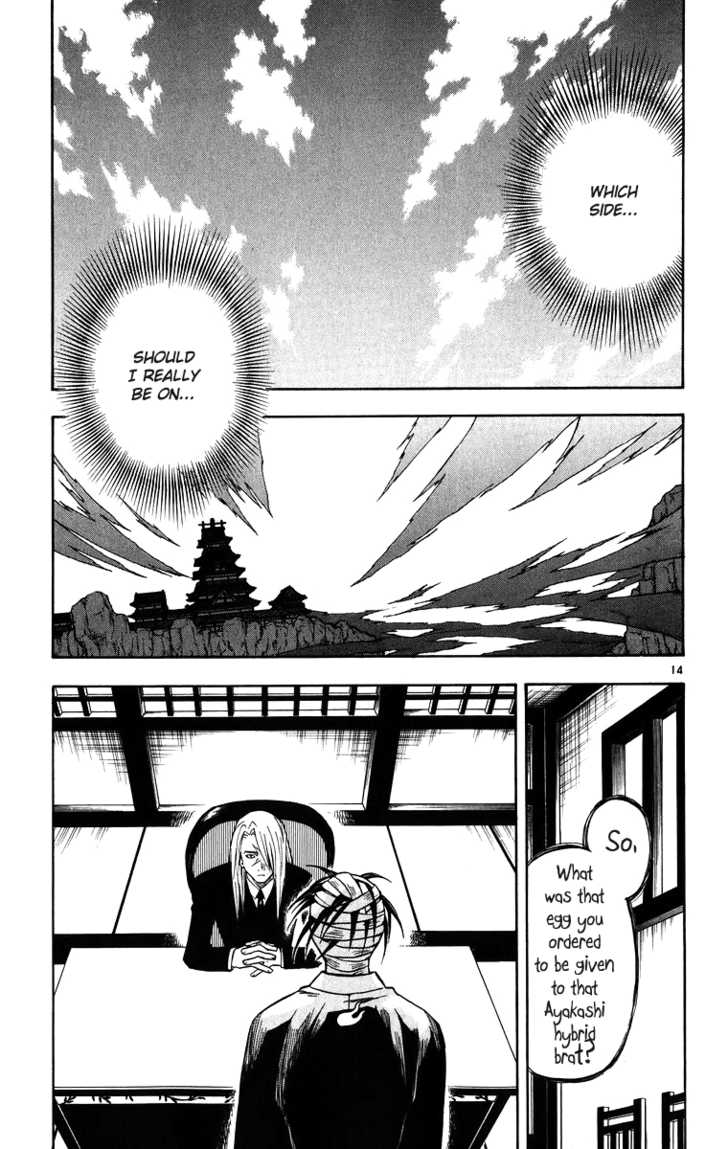 WHICH
SIDE...
SHOULD
I REALLY
BE ON...
14
So,
What
was that
egg you
ordered
to be given
to that
Ayakashi
hybrid
brat?